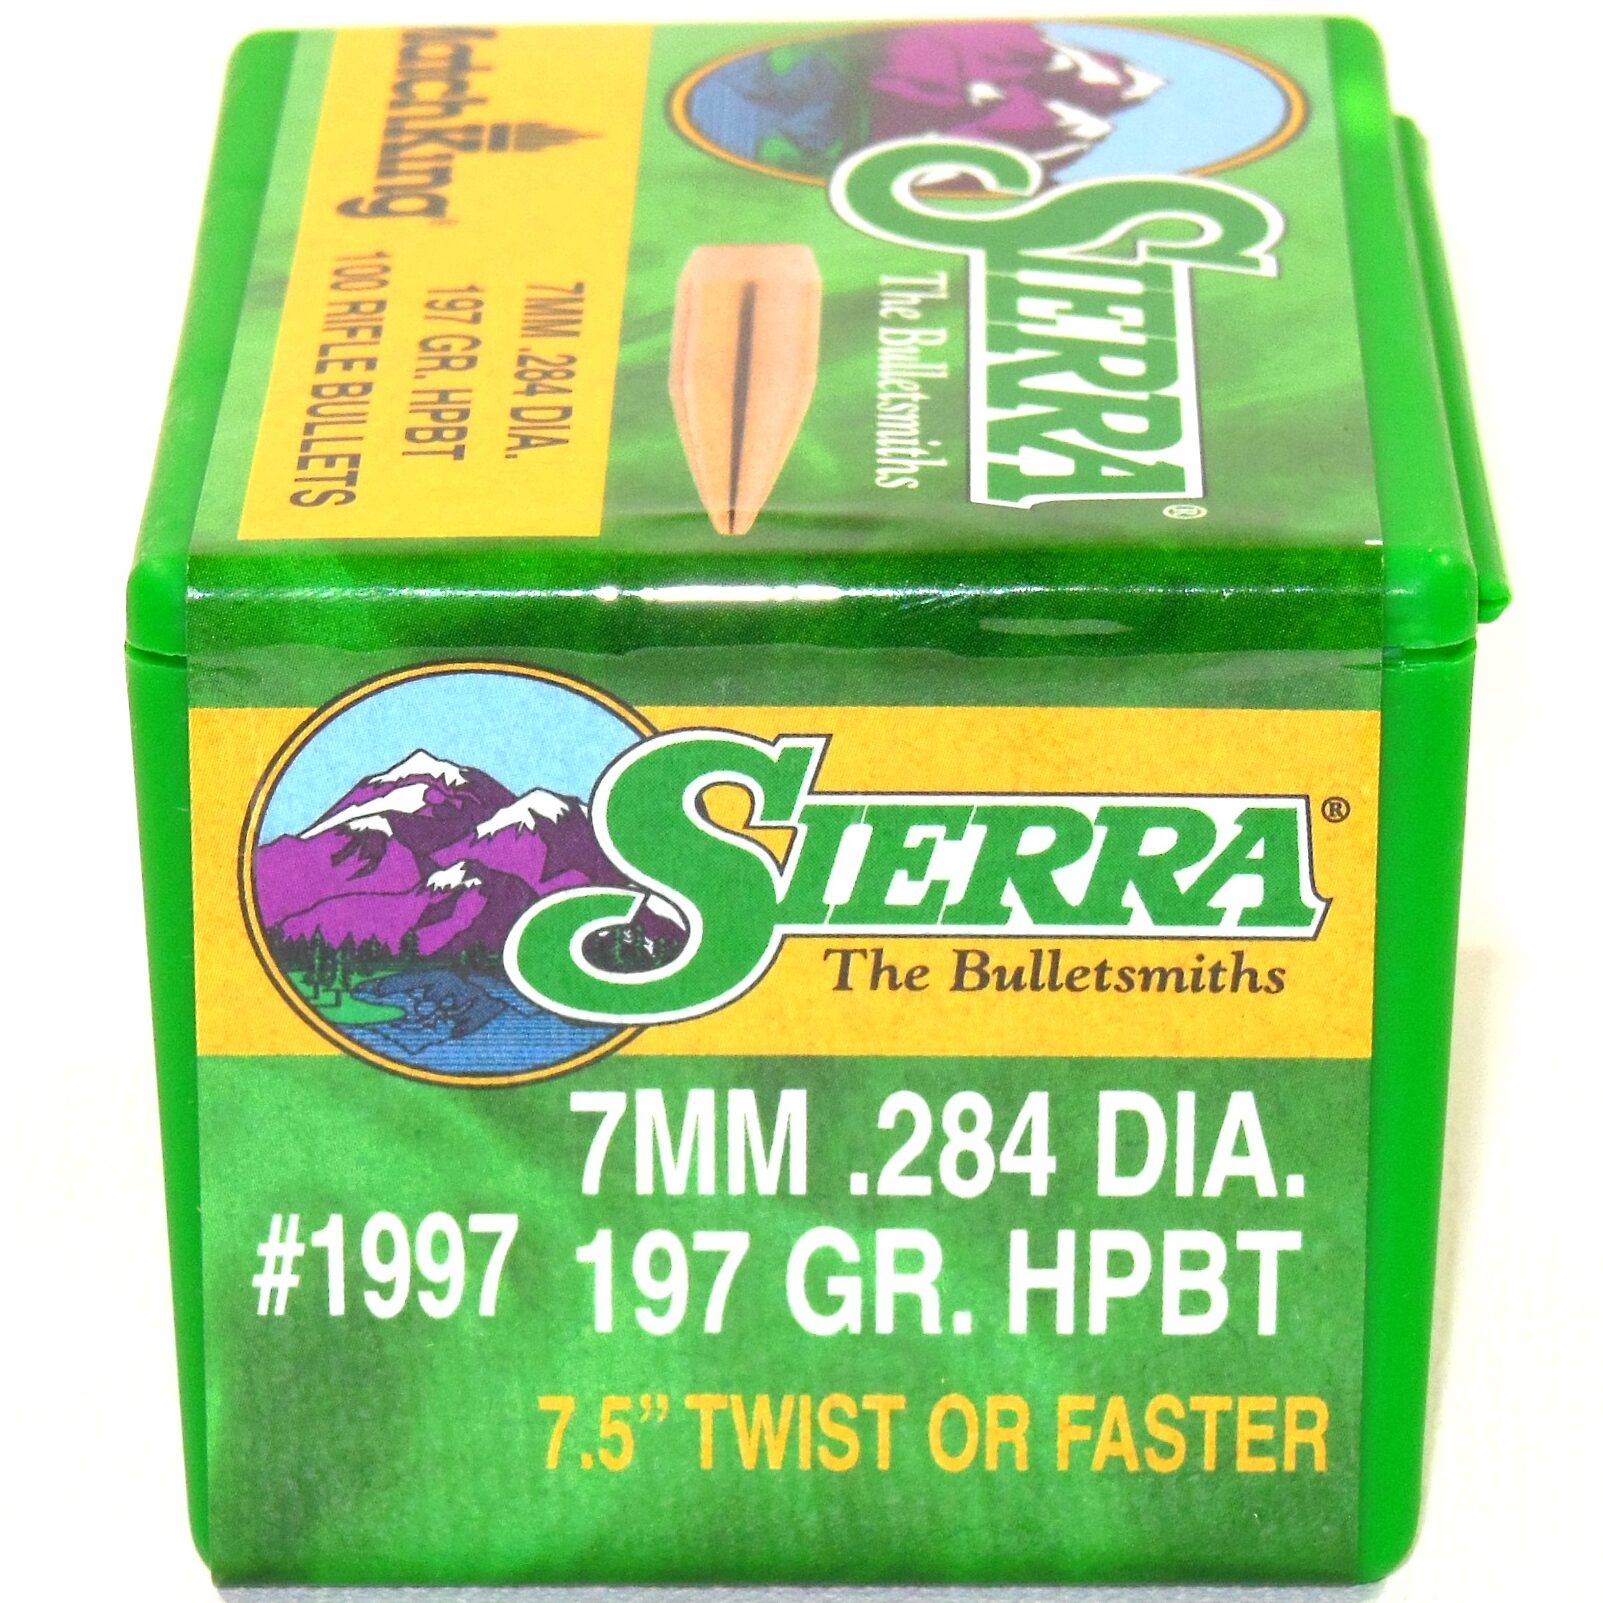 MatchKing®
7MM .284 DIA.
197 GR. HPBT
100 RIFLE BULLETS
SIERRA®
The Bulletsmiths
SIERRA®
The Bulletsmiths
7MM .284 DIA.
#1997 197 GR. HPBT
7.5” TWIST OR FASTER